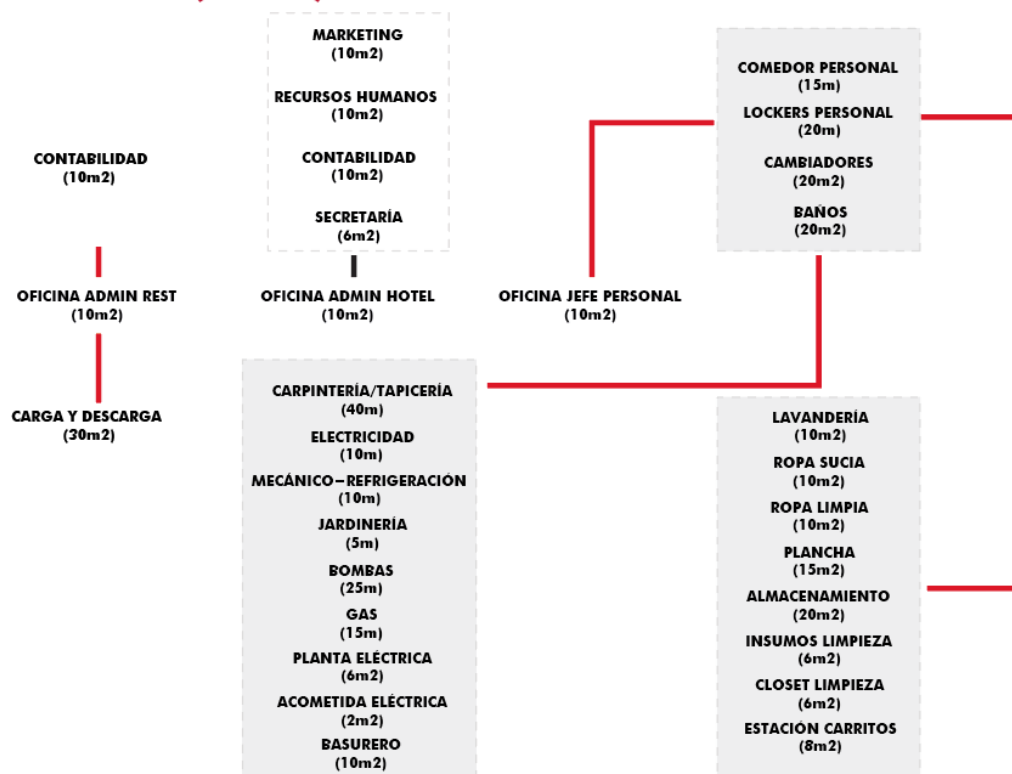 MARKETING
(10m2)
RECURSOS HUMANOS
(10m2)
CONTABILIDAD
(10m2)
SECRETARÍA
(6m2)
COMEDOR PERSONAL
(15m)
LOCKERS PERSONAL
(20m)
CAMBIADORES
(20m2)
BAÑOS
(20m2)
CONTABILIDAD
(10m2)
OFICINA ADMIN REST
(10m2)
OFICINA ADMIN HOTEL
(10m2)
OFICINA JEFE PERSONAL
(10m2)
CARGA Y DESCARGA
(30m2)
CARPINTERÍA/TAPICERÍA
(40m)
ELECTRICIDAD
(10m)
MECÁNICO–REFRIGERACIÓN
(10m)
JARDINERÍA
(5m)
BOMBAS
(25m)
GAS
(15m)
PLANTA ELÉCTRICA
(6m2)
ACOMETIDA ELÉCTRICA
(2m2)
BASURERO
(10m2)
LAVANDERÍA
(10m2)
ROPA SUCIA
(10m2)
ROPA LIMPIA
(10m2)
PLANCHA
(15m2)
ALMACENAMIENTO
(20m2)
INSUMOS LIMPIEZA
(6m2)
CLOSET LIMPIEZA
(6m2)
ESTACIÓN CARRITOS
(8m2)